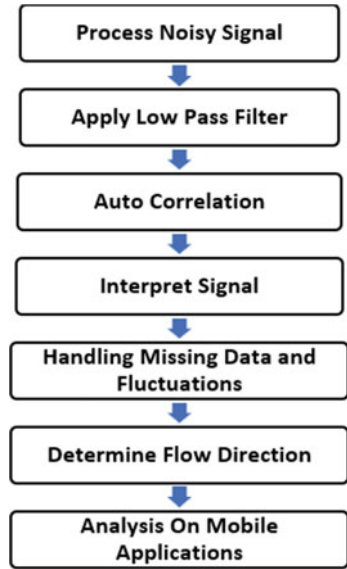 Process Noisy Signal
Apply Low Pass Filter
Auto Correlation
Interpret Signal
Handling Missing Data and
Fluctuations
Determine Flow Direction
Analysis On Mobile
Applications